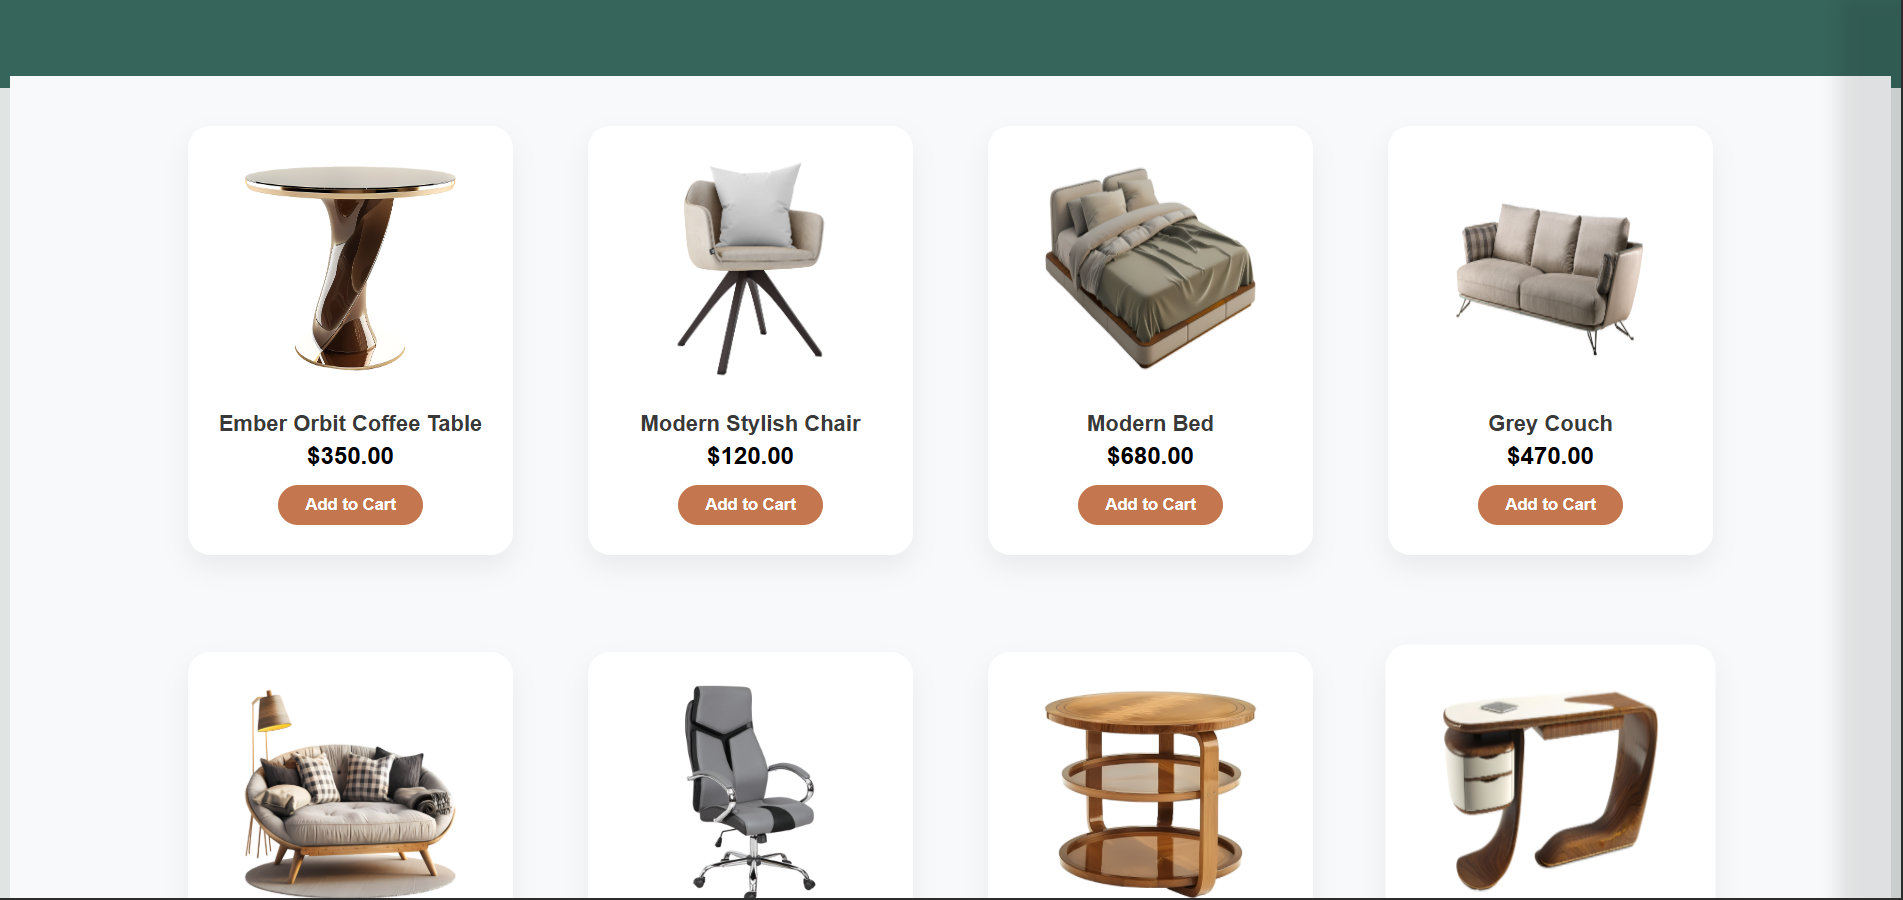 Ember Orbit Coffee Table
$350.00
Add to Cart
Modern Stylish Chair
$120.00
Add to Cart
Modern Bed
$680.00
Add to Cart
Grey Couch
$470.00
Add to Cart